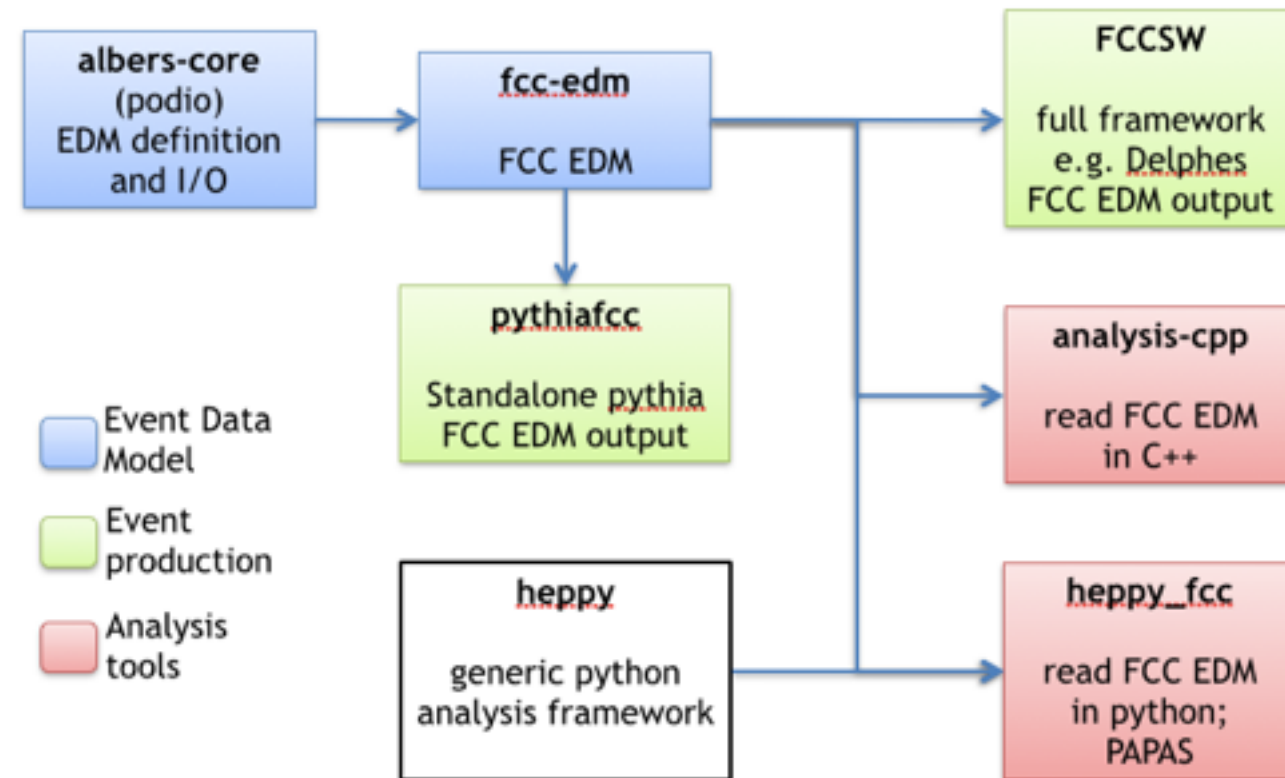 albers-core
(podio)
EDM definition
and I/O
fcc-edm
FCC EDM
FCCSW
full framework
e.g. Delphes
FCC EDM output
pythiafcc
Standalone pythia
FCC EDM output
analysis-cpp
read FCC EDM
in C++
Event Data
Model
Event
production
Analysis
tools
heppy
generic python
analysis framework
heppy_fcc
read FCC EDM
in python;
PAPAS